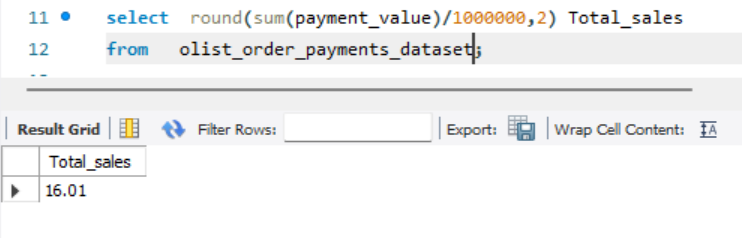 11 select round(sum(payment_value)/1000000,2) Total_sales
12 from olist_order_payments_dataset;
Result Grid Filter Rows: Export: Wrap Cell Content:
Total_sales
16.01